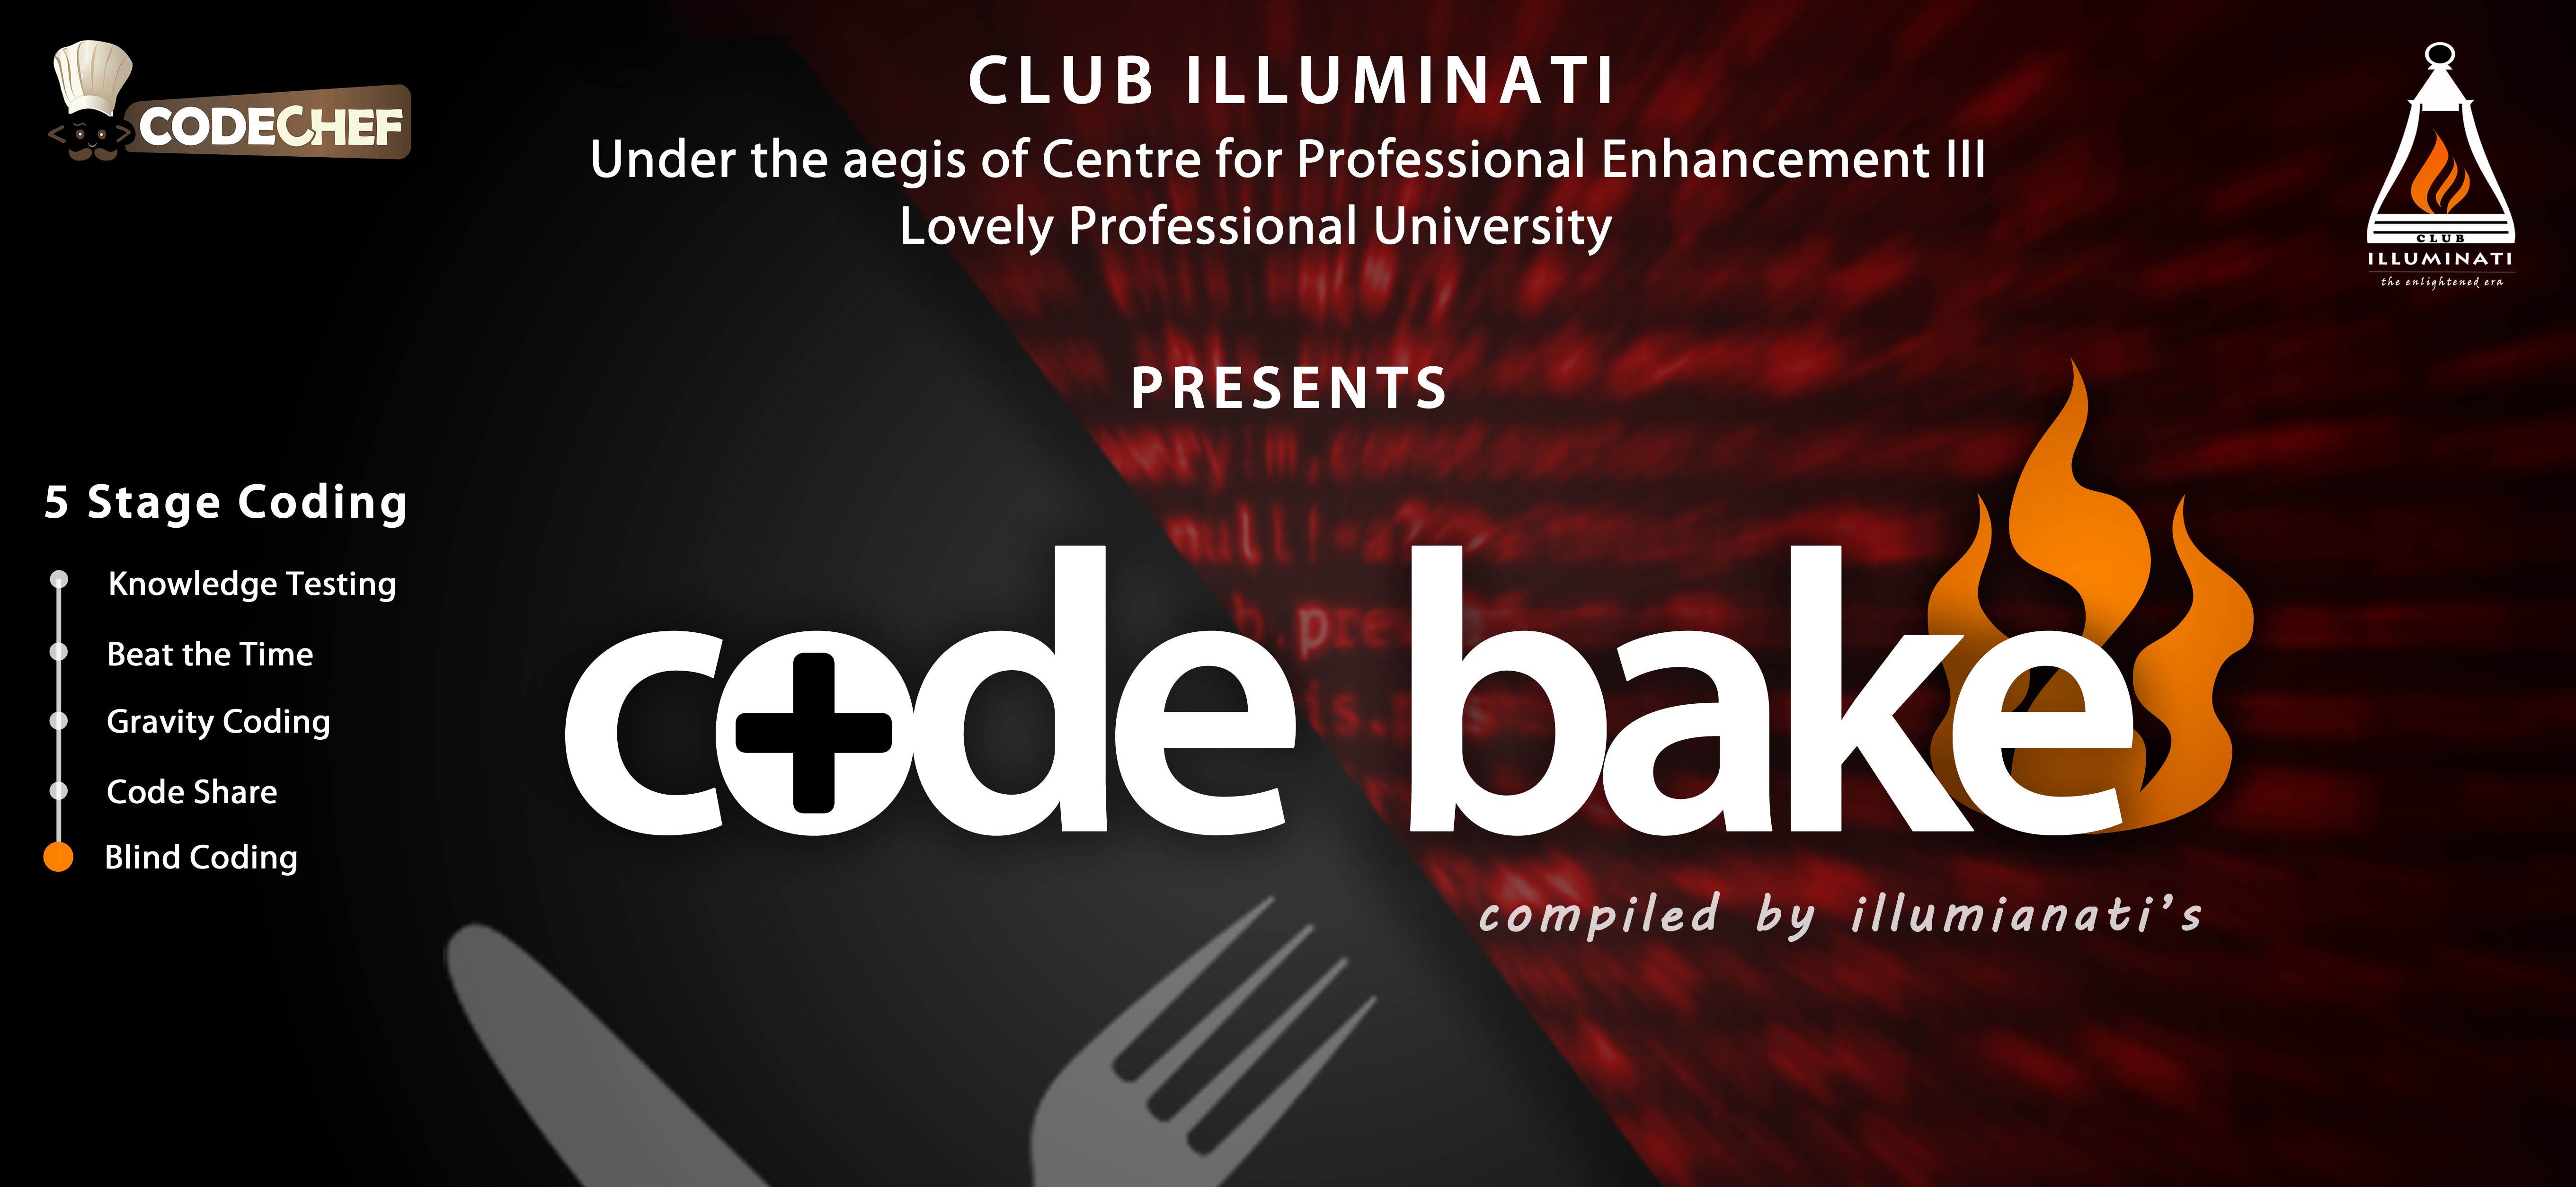 CODECHEF
CLUB ILLUMINATI
Under the aegis of Centre for Professional Enhancement III
Lovely Professional University
CLUB
ILLUMINATI
the enlightened era
PRESENTS
5 Stage Coding
Knowledge Testing
Beat the Time
Gravity Coding
Code Share
Blind Coding
code bake
compiled by illumianati's